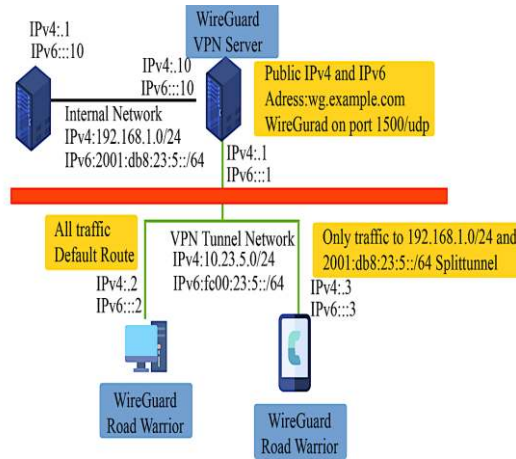 WireGuard
VPN Server
IPv4:.1
IPv6:::10
IPv4:.10
IPv6:::10
Public IPv4 and IPv6
Adress:wg.example.com
WireGurad on port 1500/udp
Internal Network
IPv4:192.168.1.0/24
IPv6:2001:db8:23:5::/64
IPv4:.1
IPv6:::1
All traffic
Default Route
VPN Tunnel Network
IPv4:10.23.5.0/24
IPv6:fc00:23:5::/64
Only traffic to 192.168.1.0/24 and
2001:db8:23:5::/64 Splittunnel
IPv4:.2
IPv6:::2
IPv4:.3
IPv6:::3
WireGuard
Road Warrior
WireGuard
Road Warrior